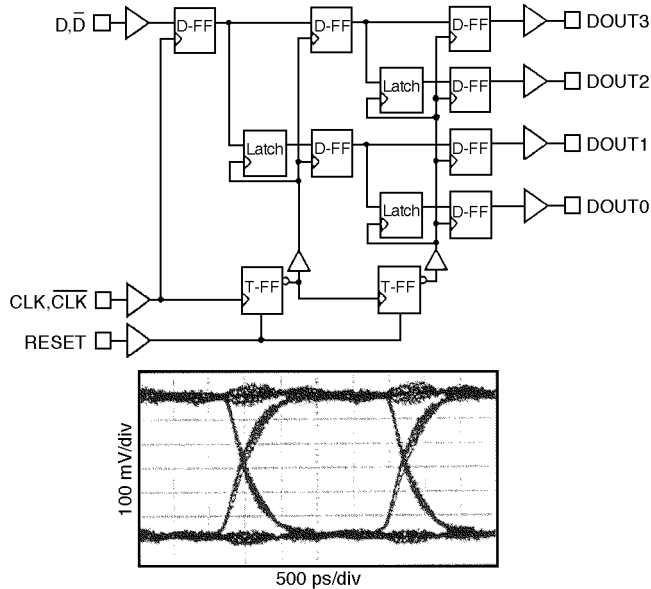 D,D̅ D-FF D-FF D-FF DOUT3
Latch D-FF DOUT2
Latch D-FF D-FF DOUT1
Latch D-FF DOUT0
CLK,C̅L̅K̅ T-FF T-FF
RESET
100 mV/div
500 ps/div